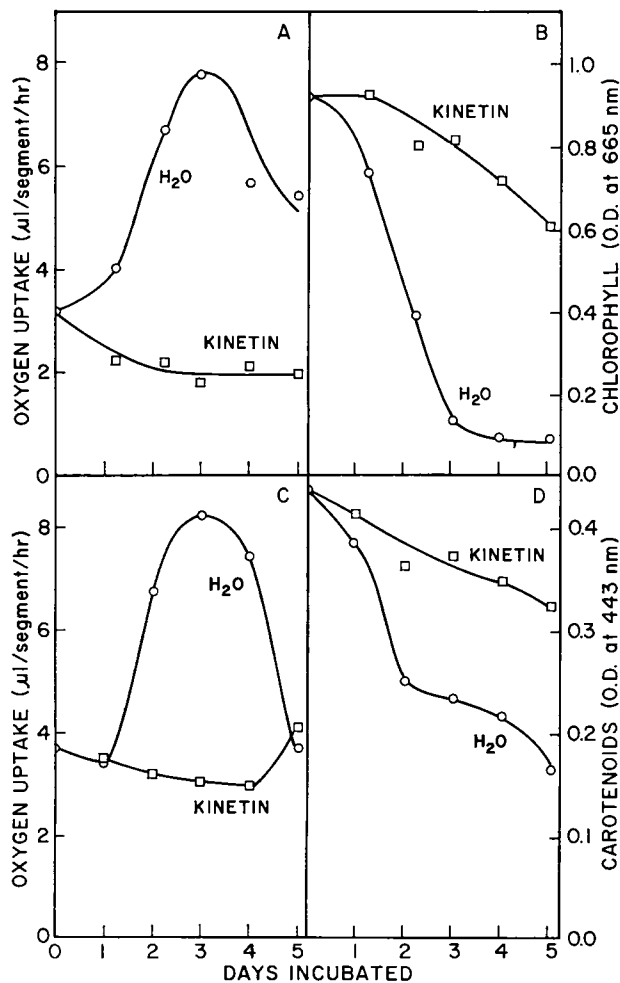 A
B
8
6
4
2
0
OXYGEN UPTAKE (µl/segment/hr)
H₂O
KINETIN
KINETIN
H₂O
1.0
0.8
0.6
0.4
0.2
0.0
CHLOROPHYLL (O.D. at 665 nm)
C
D
8
6
4
2
0
OXYGEN UPTAKE (µl/segment/hr)
H₂O
KINETIN
KINETIN
H₂O
0.4
0.3
0.2
0.1
0.0
CAROTENOIDS (O.D. at 443 nm)
0 1 2 3 4 5 1 2 3 4 5
DAYS INCUBATED